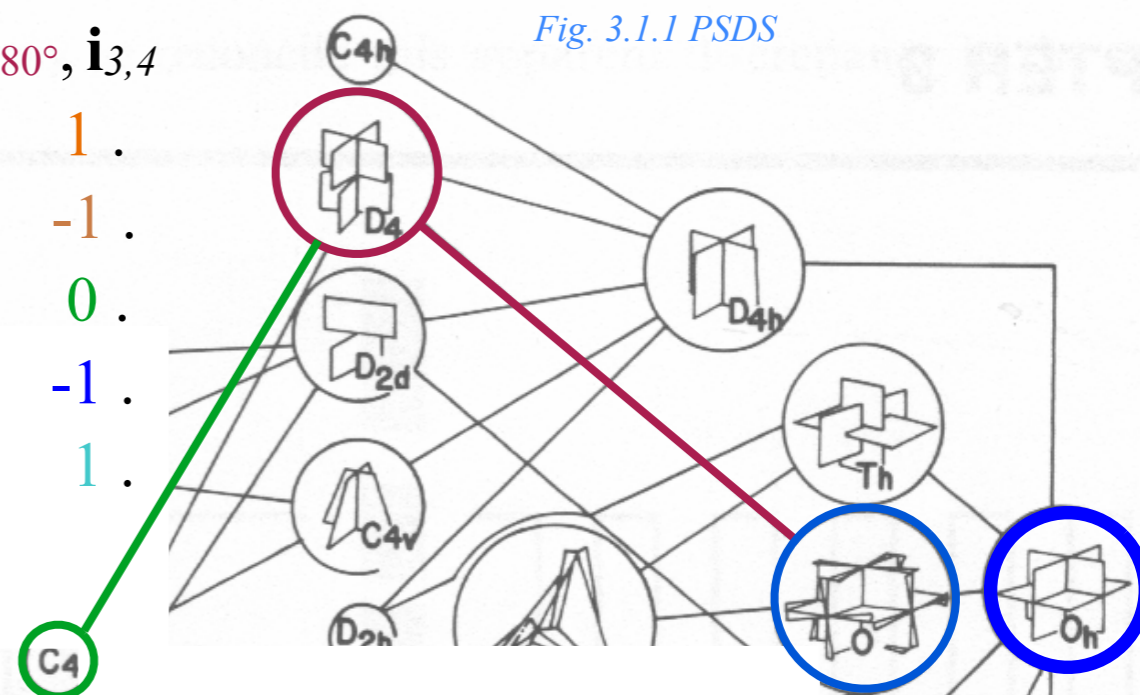 Fig. 3.1.1 PSDS
C4h
80°, i3,4
1 .
-1 .
0 .
-1 .
1 .
D4
D4h
D2d
Th
C4v
D2h
O
Oh
C4